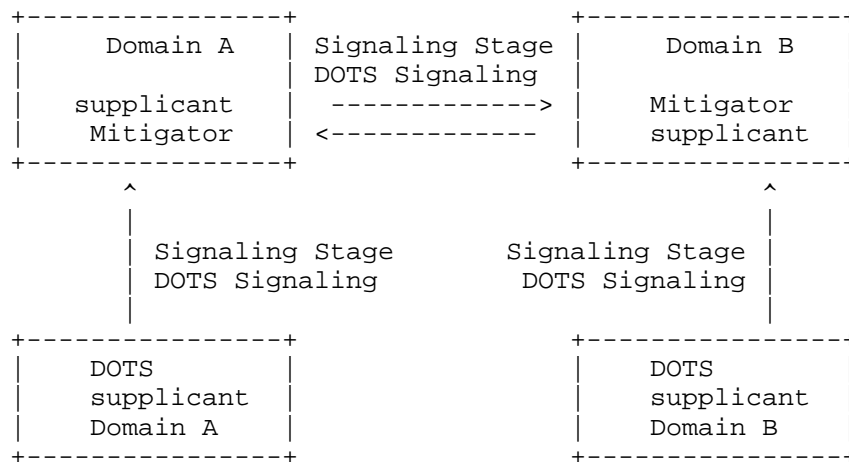 +----------------+ +----------------
| Domain A | Signaling Stage | Domain B |
| | DOTS Signaling | |
| supplicant | -------------> | Mitigator |
| Mitigator | <------------- | supplicant |
+----------------+ +----------------
^ ^
| |
| Signaling Stage Signaling Stage |
| DOTS Signaling DOTS Signaling |
| |
+----------------+ +----------------
| DOTS | | DOTS |
| supplicant | | supplicant |
| Domain A | | Domain B |
+----------------+ +----------------